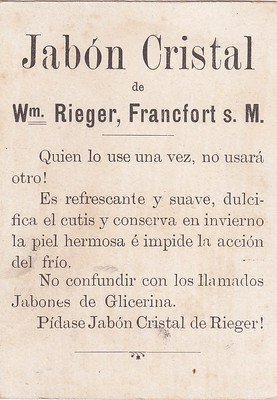 Jabón Cristal
de
Wm. Rieger, Francfort s. M.
Quien lo use una vez, no usará
otro!
Es refrescante y suave, dulci-
fica el cutis y conserva en invierno
la piel hermosa é impide la acción
del frío.
No confundir con los llamados
Jabones de Glicerina.
Pídase Jabón Cristal de Rieger!